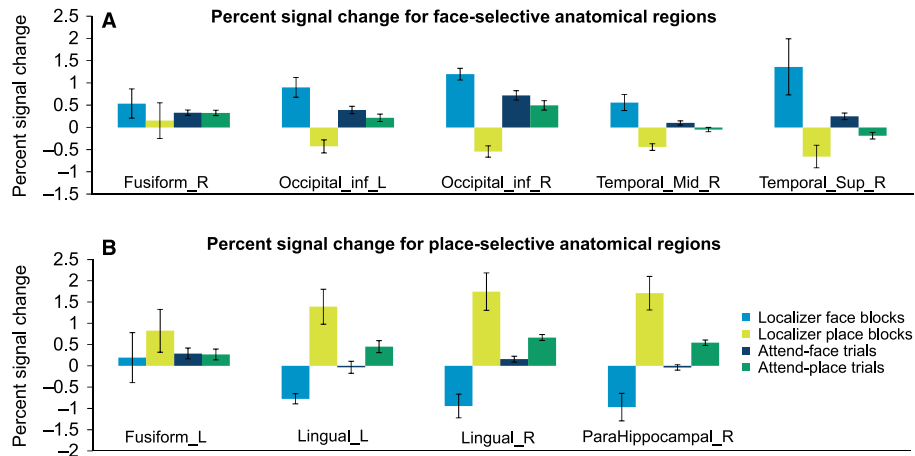 A Percent signal change for face-selective anatomical regions
Percent signal change
2.5
2
1.5
1
0.5
0
–0.5
–1
–1.5
Fusiform_R Occipital_inf_L Occipital_inf_R Temporal_Mid_R Temporal_Sup_R
B Percent signal change for place-selective anatomical regions
Percent signal change
2.5
2
1.5
1
0.5
0
–0.5
–1
–1.5
–2
Fusiform_L Lingual_L Lingual_R ParaHippocampal_R
Localizer face blocks
Localizer place blocks
Attend-face trials
Attend-place trials